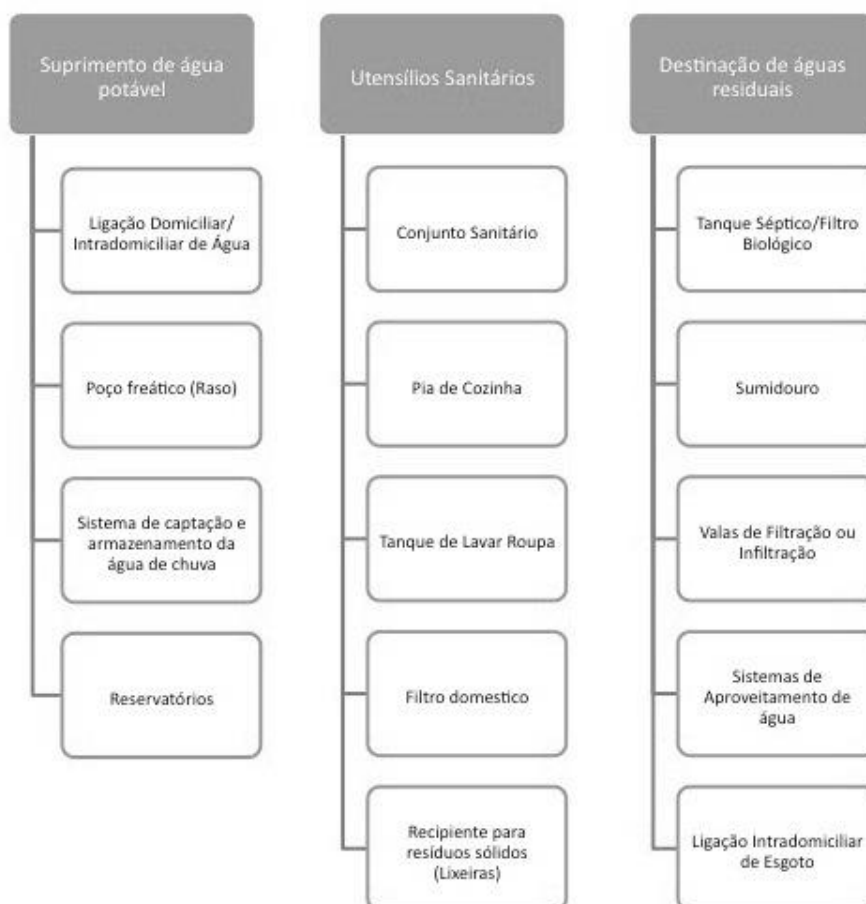 Suprimento de água
potável
Ligação Domiciliar/
Intradomiciliar de Água
Poço freático (Raso)
Sistema de captação e
armazenamento da
água de chuva
Reservatórios
Utensílios Sanitários
Conjunto Sanitário
Pia de Cozinha
Tanque de Lavar Roupa
Filtro domestico
Recipiente para
resíduos sólidos
(Lixeiras)
Destinação de águas
residuais
Tanque Séptico/Filtro
Biológico
Sumidouro
Valas de Filtração ou
Infiltração
Sistemas de
Aproveitamento de
água
Ligação Intradomiciliar
de Esgoto